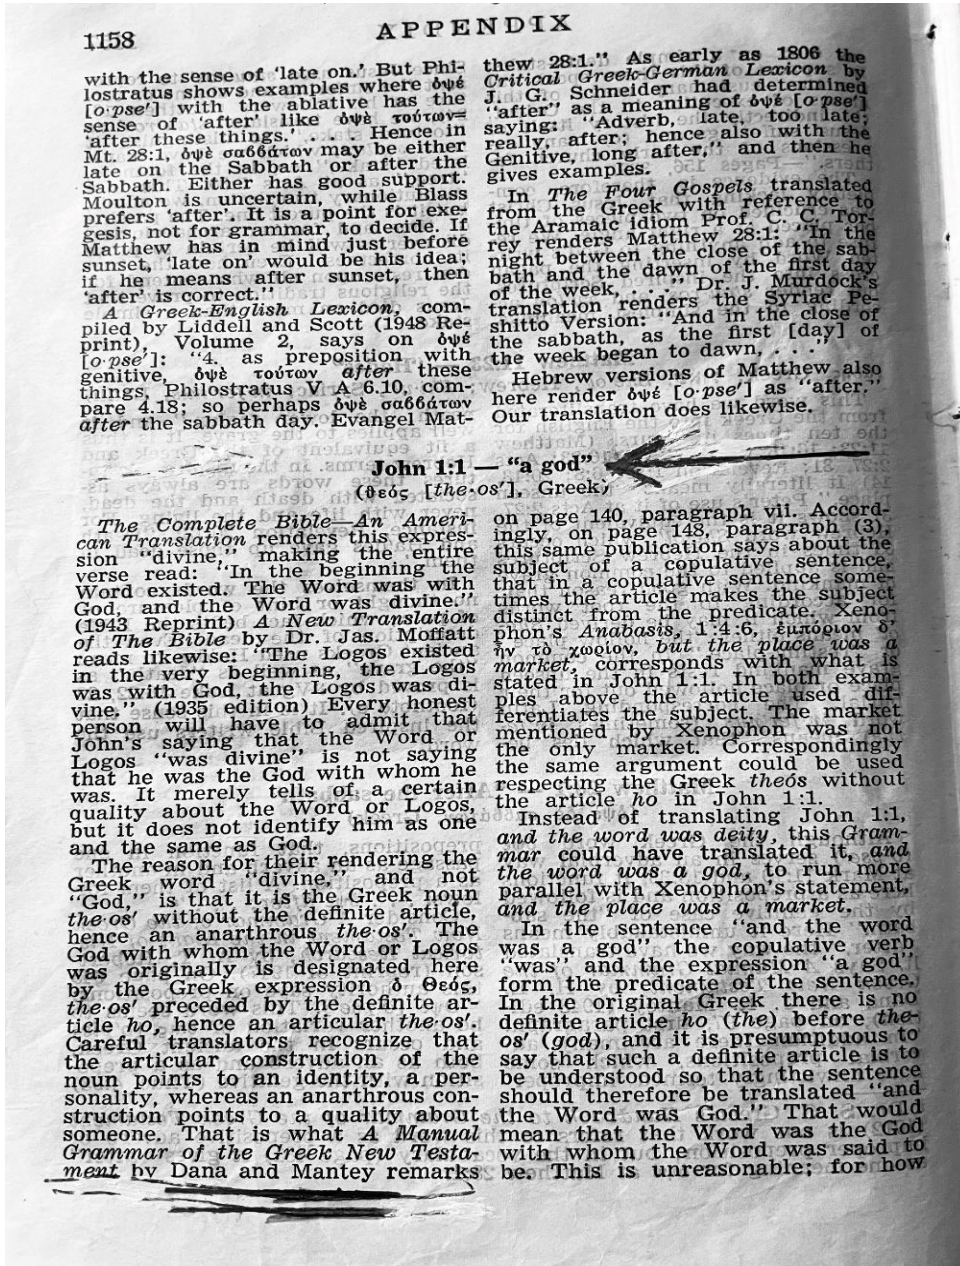 1158
APPENDIX
with the sense of ‘late on.’ But Phi-
lostratus shows examples where ὀψέ
[o·pse′] with the ablative has the
sense of ‘after’ like ὀψὲ τούτων=
‘after these things.’ . . . Hence in
Mt. 28:1, ὀψὲ σαββάτων may be either
late on the Sabbath or after the
Sabbath. Either has good support.
Moulton is uncertain, while Blass
prefers ‘after’. It is a point for exe-
gesis, not for grammar, to decide. If
Matthew has in mind just before
sunset, ‘late on’ would be his idea;
if he means after sunset, then
‘after’ is correct.”
A Greek-English Lexicon, com-
piled by Liddell and Scott (1948 Re-
print), Volume 2, says on ὀψέ
[o·pse′]: “4. as preposition with
genitive, ὀψὲ τούτων after these
things, Philostratus V A 6.10, com-
pare 4.18; so perhaps ὀψὲ σαββάτων
after the sabbath day. Evangel Mat-
thew 28:1.” As early as 1806 the
Critical Greek-German Lexicon by
J. G. Schneider had determined
“after” as a meaning of ὀψέ [o·pse′]
saying: “Adverb, late, too late;
really, after; hence also with the
Genitive, long after,” and then he
gives examples.
In The Four Gospels translated
from the Greek with reference to
the Aramaic idiom Prof. C. C. Tor-
rey renders Matthew 28:1: “In the
night between the close of the sab-
bath and the dawn of the first day
of the week, . . .” Dr. J. Murdock’s
translation renders the Syriac Pe-
shitto Version: “And in the close of
the sabbath, as the first [day] of
the week began to dawn, . . .”
Hebrew versions of Matthew also
here render ὀψέ [o·pse′] as “after.”
Our translation does likewise.
John 1:1 — “a god”
(θεός [the·os′], Greek)
The Complete Bible—An Ameri-
can Translation renders this expres-
sion “divine,” making the entire
verse read: “In the beginning the
Word existed. The Word was with
God, and the Word was divine.”
(1943 Reprint) A New Translation
of The Bible by Dr. Jas. Moffatt
reads likewise: “The Logos existed
in the very beginning, the Logos
was with God, the Logos was di-
vine.” (1935 edition) Every honest
person will have to admit that
John’s saying that the Word or
Logos “was divine” is not saying
that he was the God with whom he
was. It merely tells of a certain
quality about the Word or Logos,
but it does not identify him as one
and the same as God.
The reason for their rendering the
Greek word “divine,” and not
“God,” is that it is the Greek noun
the·os′ without the definite article,
hence an anarthrous the·os′. The
God with whom the Word or Logos
was originally is designated here
by the Greek expression ὁ θεός,
the·os′ preceded by the definite ar-
ticle ho, hence an articular the·os′.
Careful translators recognize that
the articular construction of the
noun points to an identity, a per-
sonality, whereas an anarthrous con-
struction points to a quality about
someone. That is what A Manual
Grammar of the Greek New Testa-
ment by Dana and Mantey remarks
on page 140, paragraph vii. Accord-
ingly, on page 148, paragraph (3),
this same publication says about the
subject of a copulative sentence,
that in a copulative sentence some-
times the article makes the subject
distinct from the predicate. Xeno-
phon’s Anabasis, 1:4:6, ἐμπόριον δ’
ἦν τὸ χωρίον, but the place was a
market, corresponds with what is
stated in John 1:1. In both exam-
ples above the article used dif-
ferentiates the subject. The market
mentioned by Xenophon was not
the only market. Correspondingly
the same argument could be used
respecting the Greek theós without
the article ho in John 1:1.
Instead of translating John 1:1,
and the word was deity, this Gram-
mar could have translated it, and
the word was a god, to run more
parallel with Xenophon’s statement,
and the place was a market.
In the sentence “and the word
was a god” the copulative verb
“was” and the expression “a god”
form the predicate of the sentence.
In the original Greek there is no
definite article ho (the) before the-
os′ (god), and it is presumptuous to
say that such a definite article is to
be understood so that the sentence
should therefore be translated “and
the Word was God.” That would
mean that the Word was the God
with whom the Word was said to
be. This is unreasonable; for how